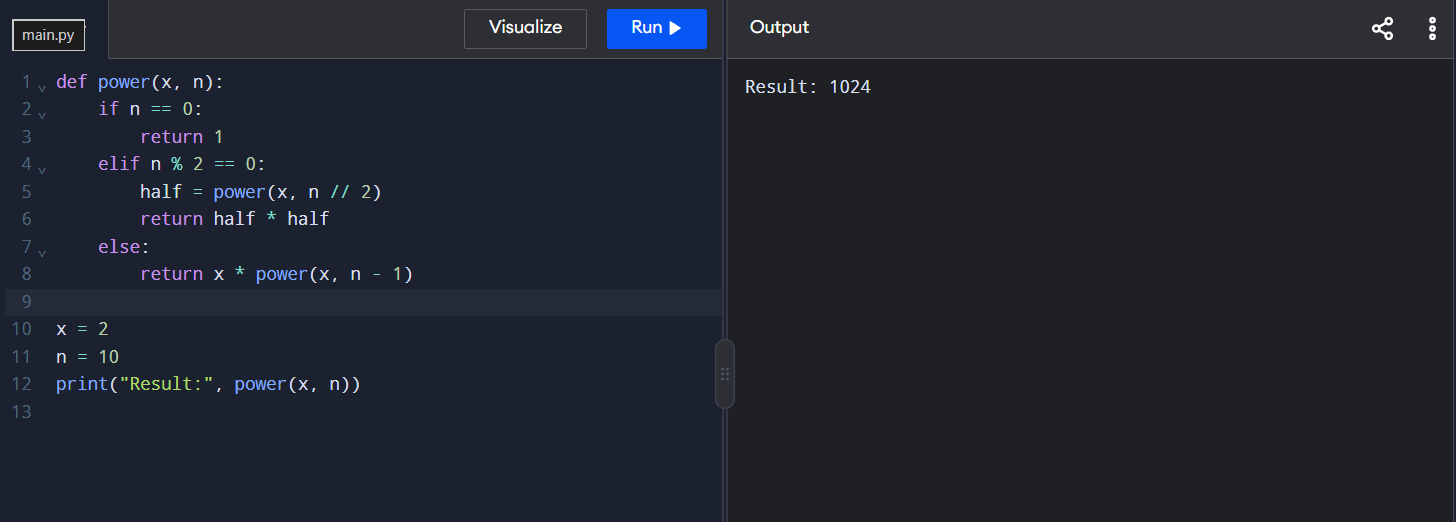 main.py
Visualize
Run
Output
1 def power(x, n):
2     if n == 0:
3         return 1
4     elif n % 2 == 0:
5         half = power(x, n // 2)
6         return half * half
7     else:
8         return x * power(x, n - 1)
9
10 x = 2
11 n = 10
12 print("Result:", power(x, n))
13
Result: 1024